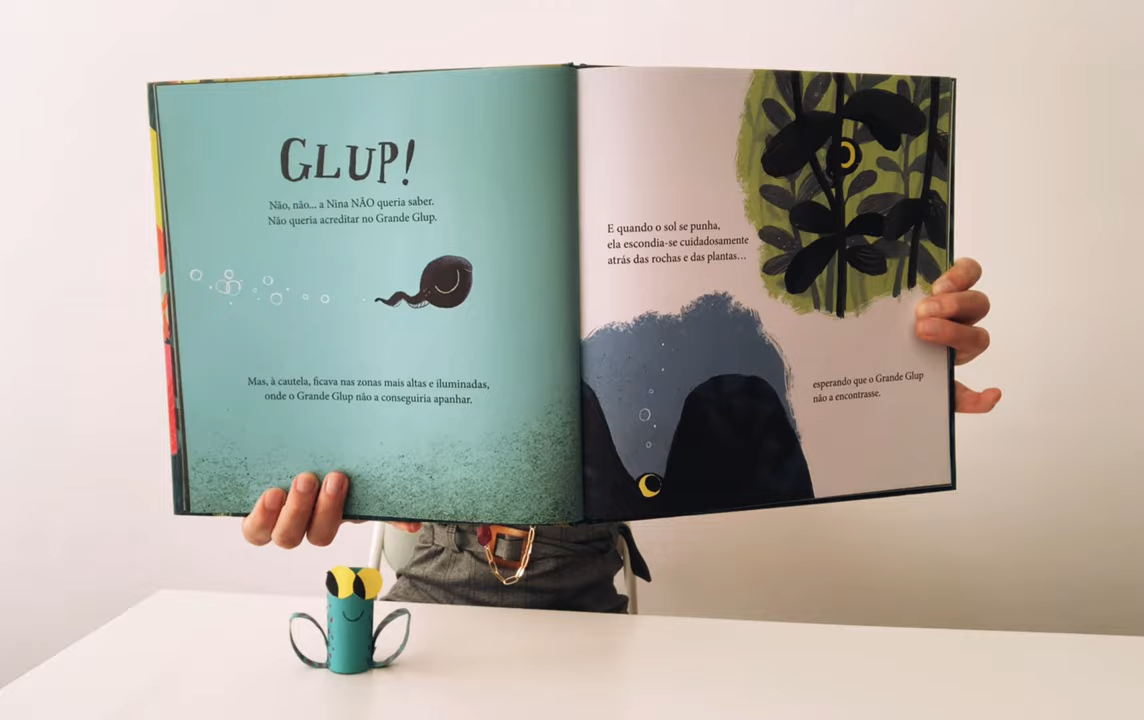 GLUP!
Não, não... a Nina NÃO queria saber.
Não queria acreditar no Grande Glup.
Mas, à cautela, ficava nas zonas mais altas e iluminadas,
onde o Grande Glup não a conseguiria apanhar.
E quando o sol se punha,
ela escondia-se cuidadosamente
atrás das rochas e das plantas...
esperando que o Grande Glup
não a encontrasse.